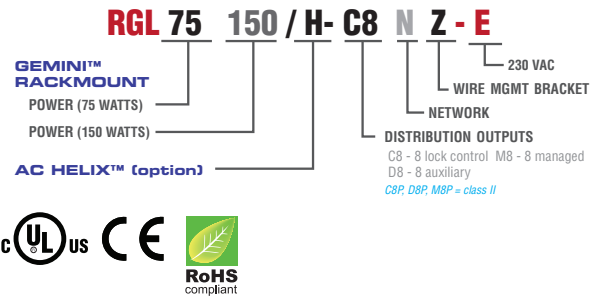 RGL 75 150 / H- C8 N Z - E
GEMINI™
RACKMOUNT
230 VAC
WIRE MGMT BRACKET
POWER (75 WATTS)
NETWORK
POWER (150 WATTS)
DISTRIBUTION OUTPUTS
C8 - 8 lock control M8 - 8 managed
D8 - 8 auxiliary
C8P, D8P, M8P = class II
AC HELIX™ (option)
C UL US CE
RoHS
compliant